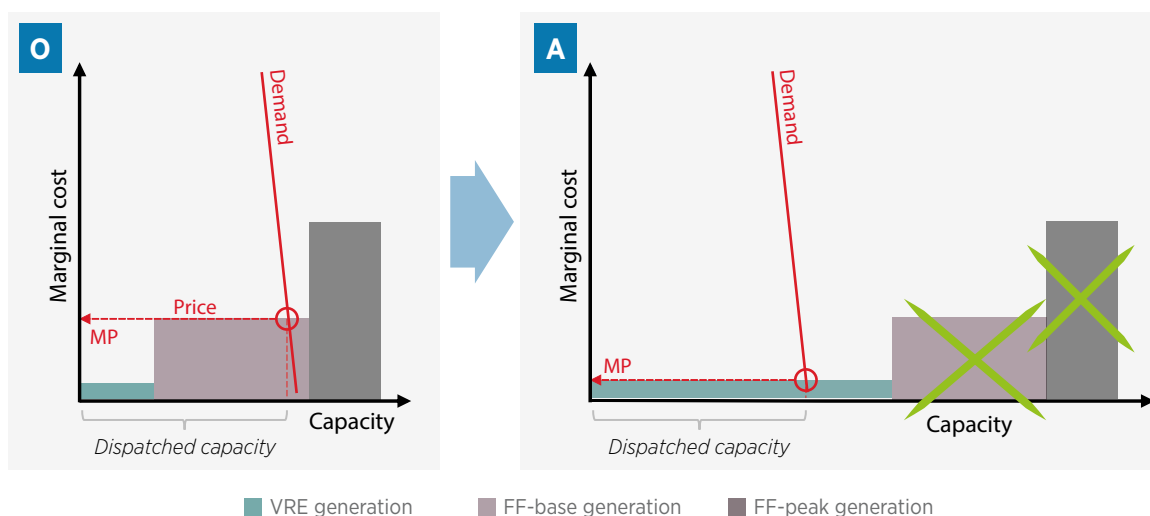 O
Marginal cost
Demand
Price
MP
Capacity
Dispatched capacity
A
Marginal cost
Demand
MP
Capacity
Dispatched capacity
VRE generation
FF-base generation
FF-peak generation